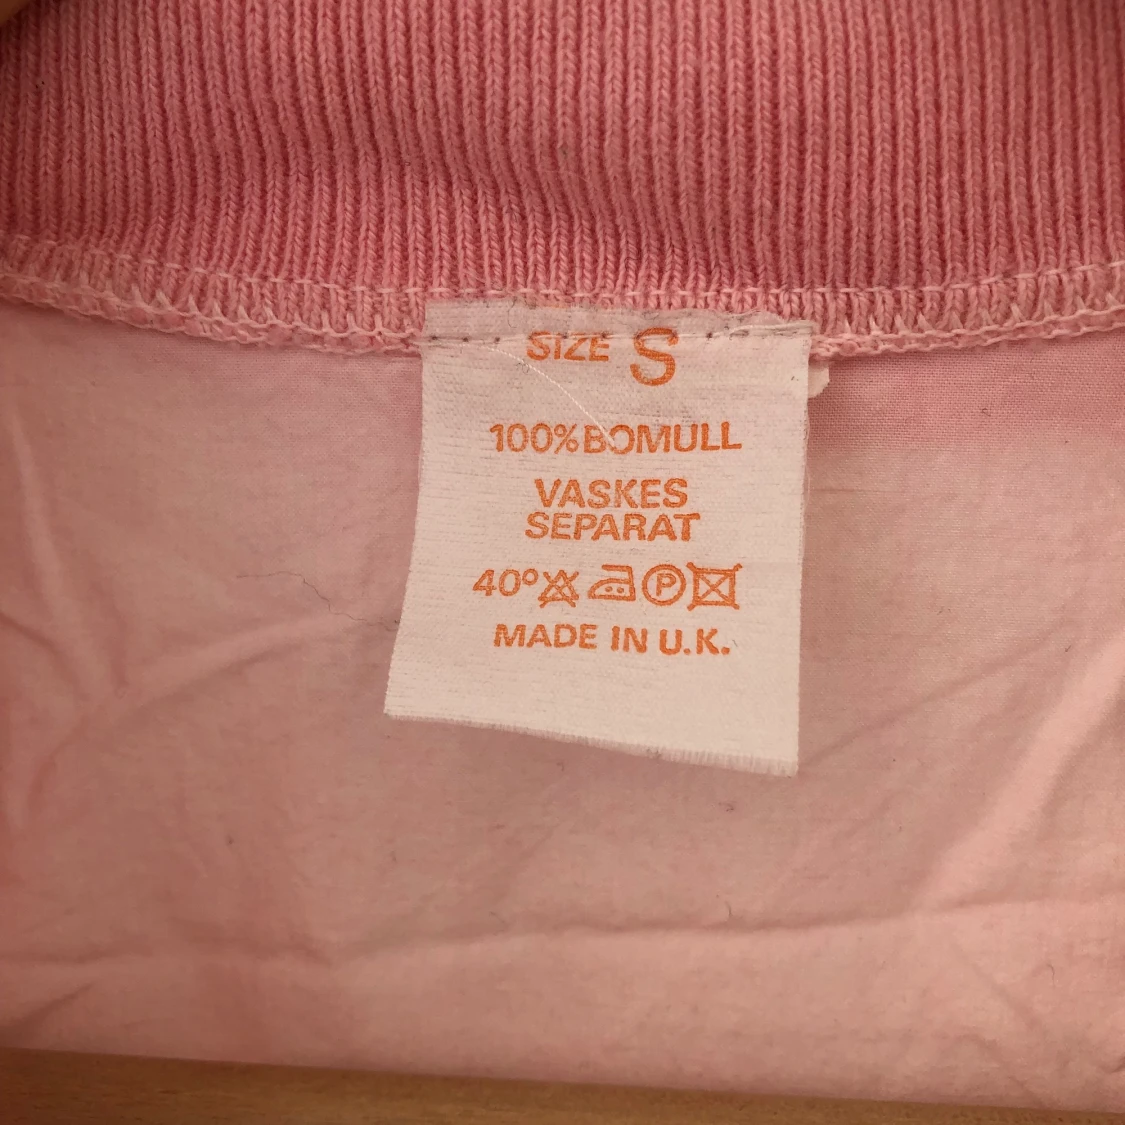 SIZE S
100% BOMULL
VASKES
SEPARAT
40° P
MADE IN U.K.